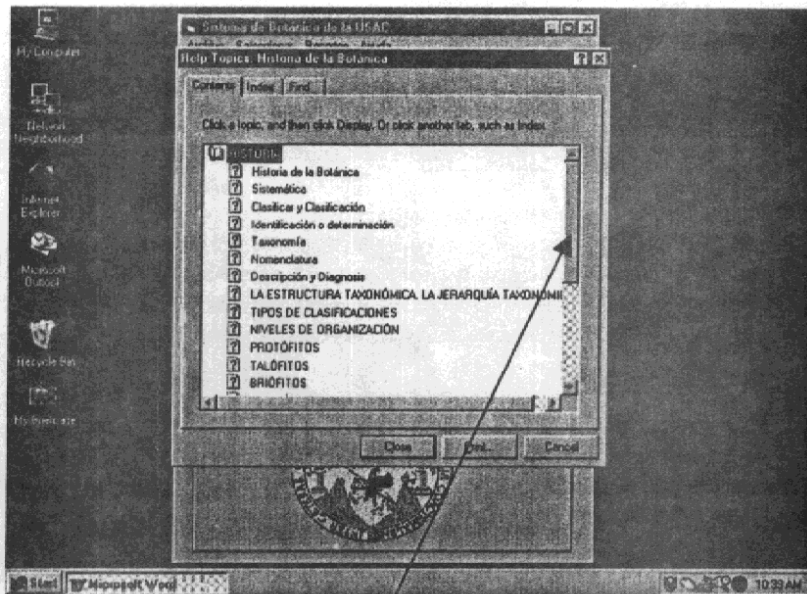 Sistema de Botánica de la USAC
Help Topics: Historia de la Botánica
Contents Index Find
Click a topic, and then click Display. Or click another tab, such as Index.
HISTORIA
Historia de la Botánica
Sistemática
Clasificar y Clasificación
Identificación o determinación
Taxonomía
Nomenclatura
Descripción y Diagnosis
LA ESTRUCTURA TAXONÓMICA. LA JERARQUÍA TAXONÓMI
TIPOS DE CLASIFICACIONES
NIVELES DE ORGANIZACIÓN
PROTÓFITOS
TALÓFITOS
BRIÓFITOS
Close Print... Cancel
My Computer
Network
Neighborhood
Internet
Explorer
Microsoft
Outlook
Recycle Bin
My Briefcase
Start Microsoft Word 10:33 AM